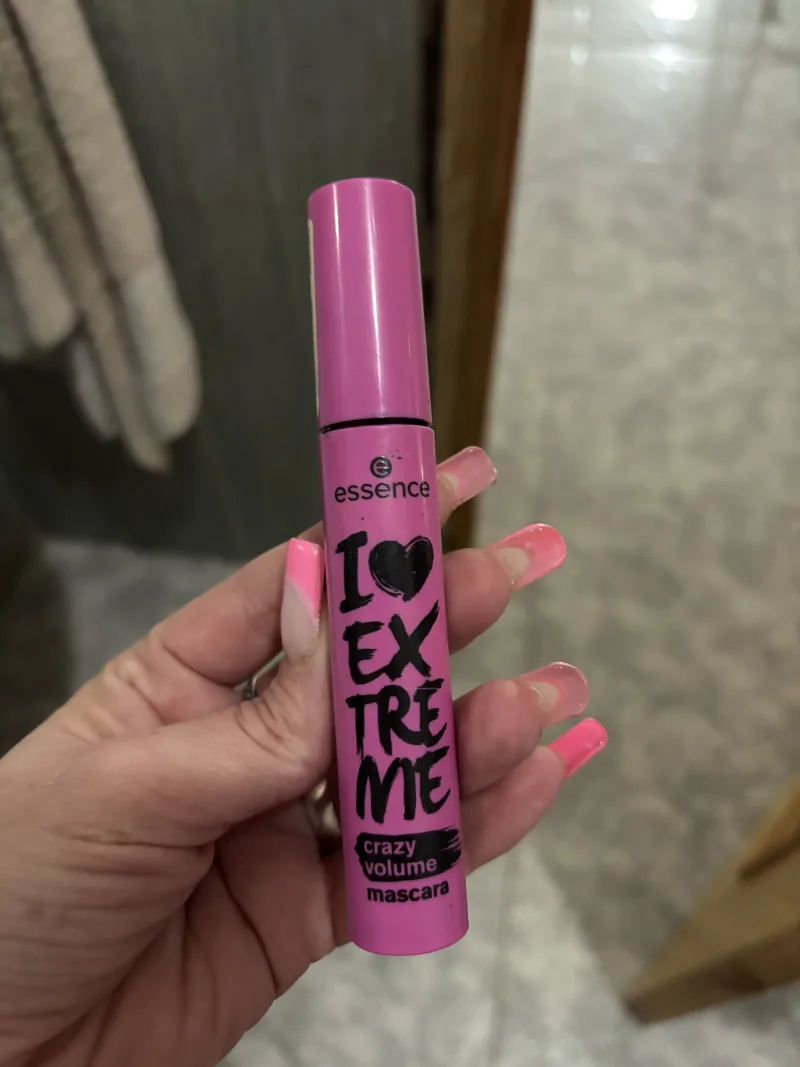 essence
I ♥
EX
TRE
ME
crazy
volume
mascara